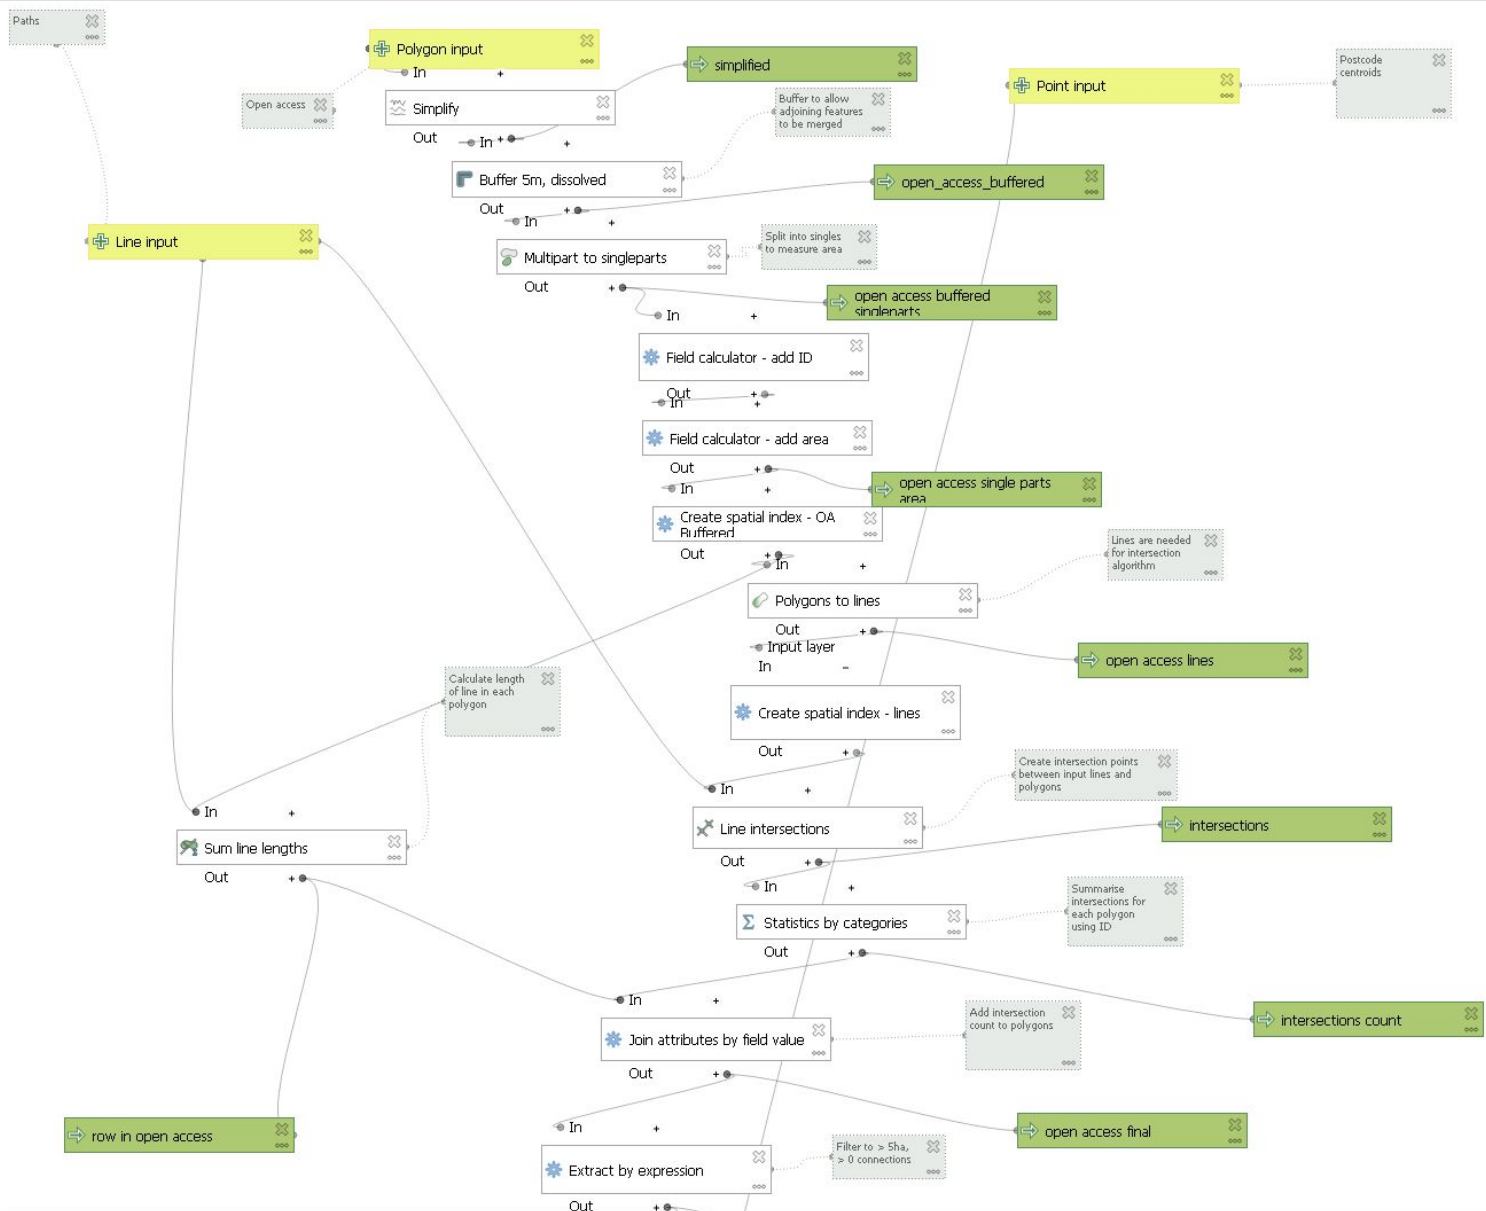 Paths
Polygon input
In
+
simplified
Point input
Postcode
centroids
Open access
Simplify
Buffer to allow
adjoining features
to be merged
Out
In
+
+
Buffer 5m, dissolved
open_access_buffered
Out
+
In
+
Line input
Split into singles
to measure area
Multipart to singleparts
Out
+
open access buffered
singleparts
In
+
Field calculator - add ID
Out
+
In
+
Field calculator - add area
Out
+
In
+
open access single parts
area
Create spatial index - OA
Buffered
Out
+
In
+
Lines are needed
for intersection
algorithm
Polygons to lines
Out
+
Input layer
In
-
open access lines
Calculate length
of line in each
polygon
Create spatial index - lines
Out
+
In
+
Create intersection points
between input lines and
polygons
In
+
Line intersections
intersections
Sum line lengths
Out
+
Out
+
In
+
Summarise
intersections for
each polygon
using ID
Statistics by categories
Out
+
In
+
Add intersection
count to polygons
intersections count
Join attributes by field value
Out
+
In
+
row in open access
open access final
Filter to > 5ha,
> 0 connections
Extract by expression
Out
+